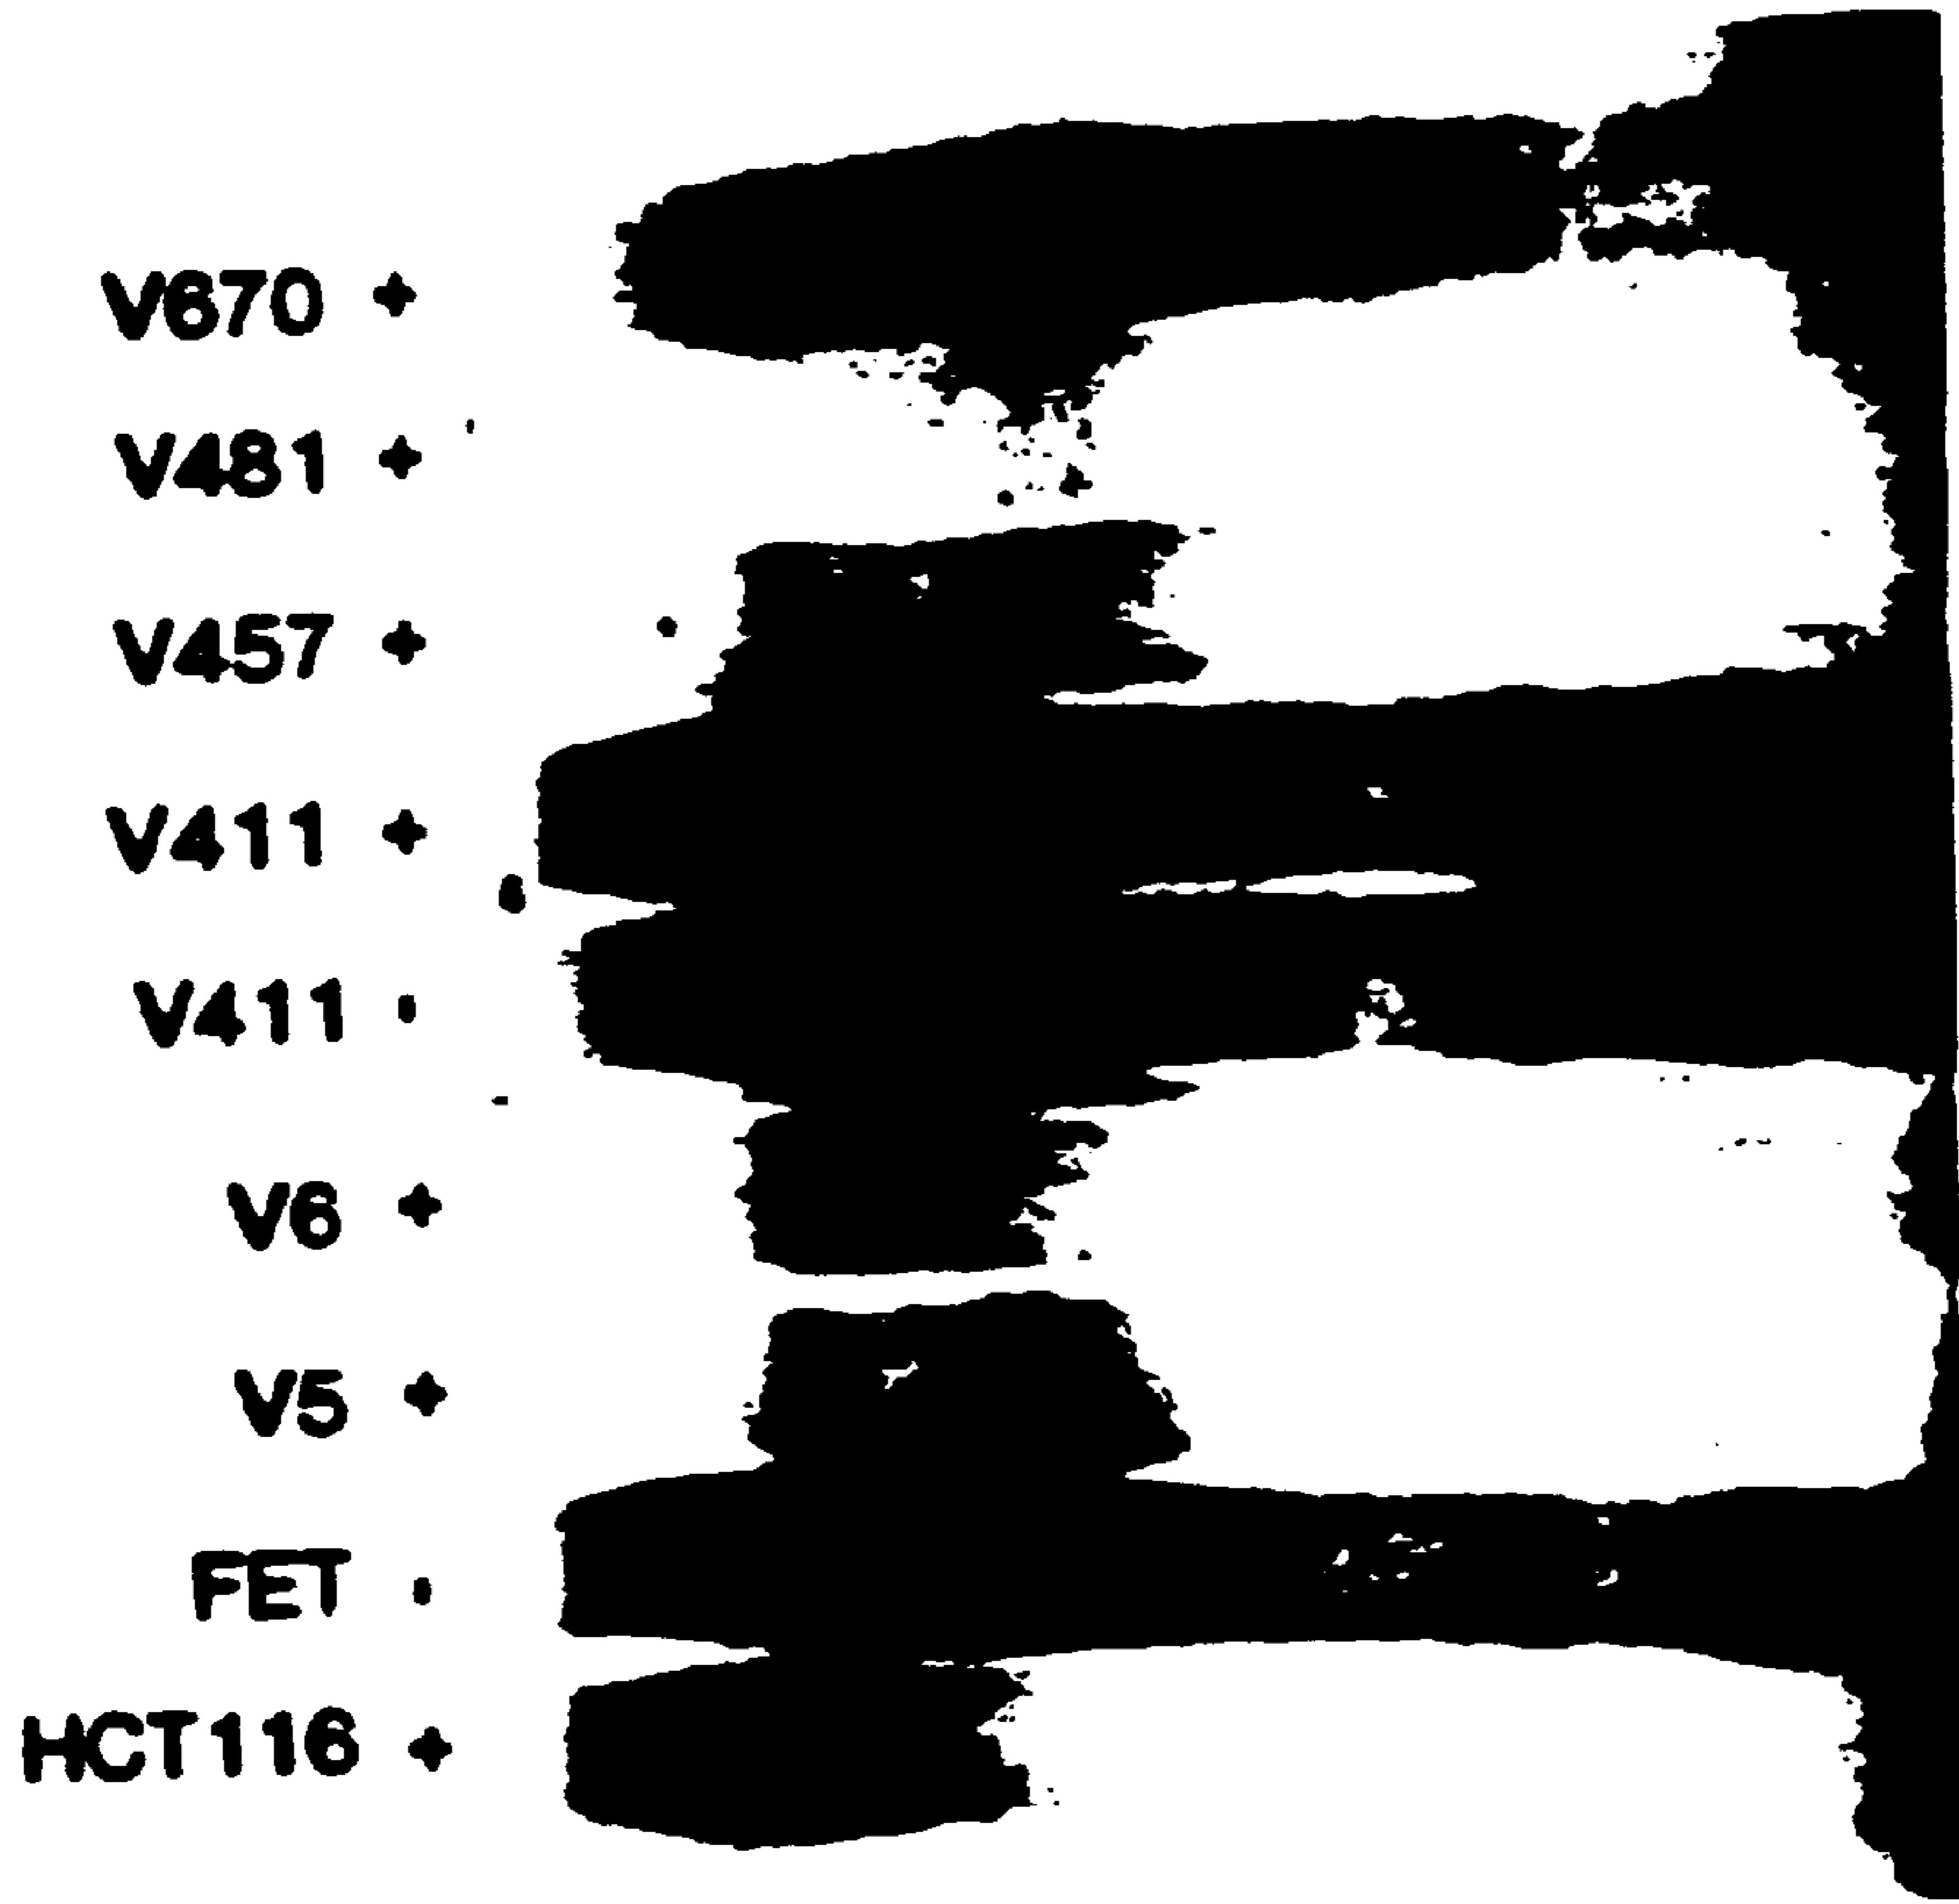 V670 +
V481 +
V457 +
V411 +
V411 -
V6 +
V5 +
FET -
HCT116 +